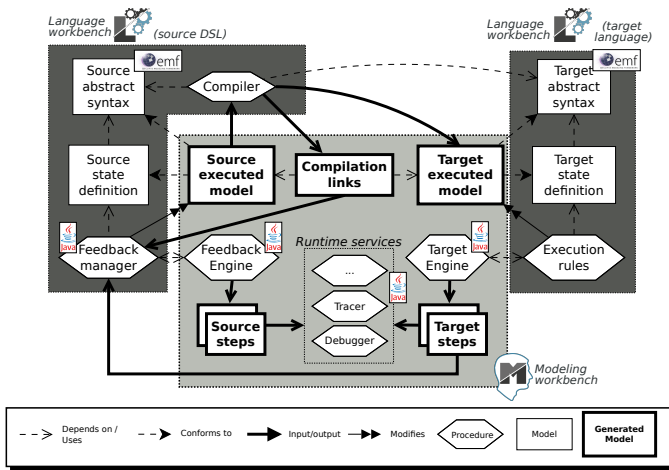 Language
workbench
(source DSL)
Language
workbench
(target
language)
emf
emf
Source
abstract
syntax
Compiler
Target
abstract
syntax
Source
state
definition
Source
executed
model
Compilation
links
Target
executed
model
Target
state
definition
Java
Feedback
manager
Feedback
Engine
Java
Runtime services
...
Tracer
Debugger
Java
Target
Engine
Java
Execution
rules
Source
steps
Target
steps
Modeling
workbench
Depends on /
Uses
Conforms to
Input/output
Modifies
Procedure
Model
Generated
Model